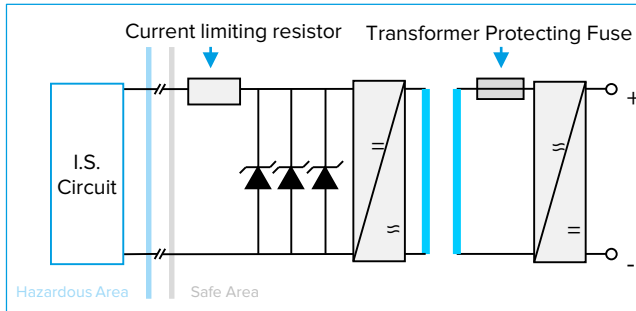 Current limiting resistor
Transformer Protecting Fuse
+
I.S.
Circuit
=
≈
≈
=
-
Hazardous Area
Safe Area